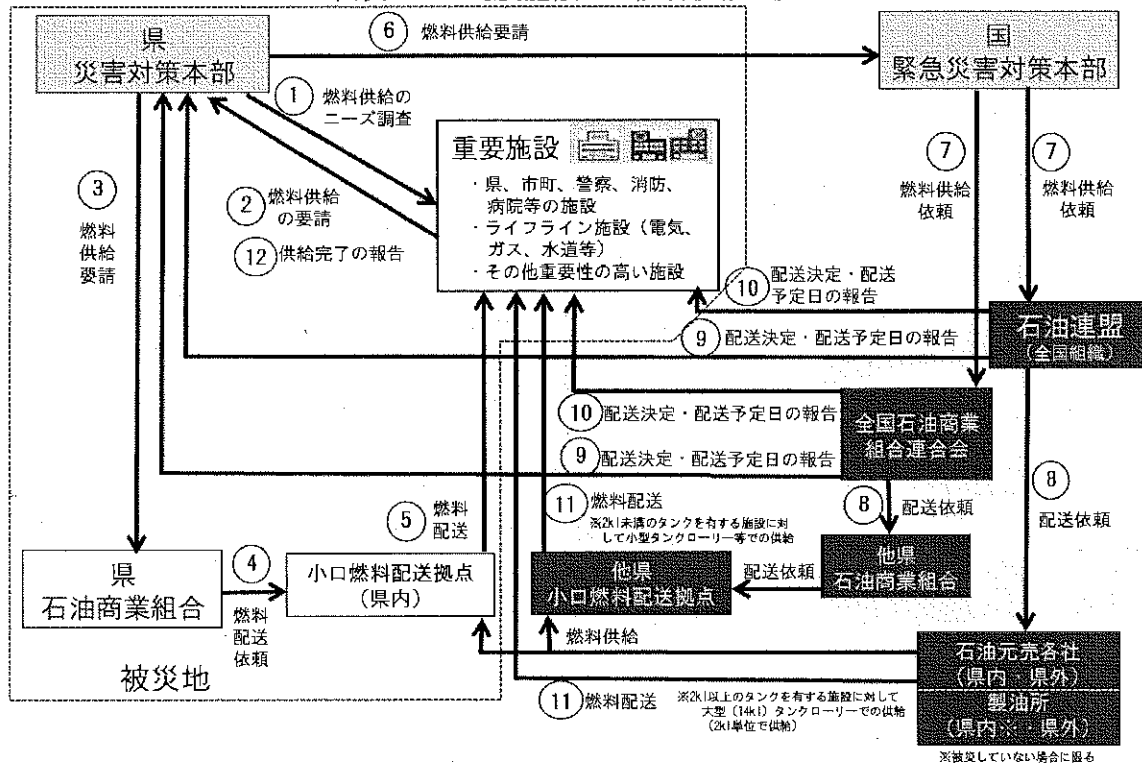 ⑥ 燃料供給要請
県
災害対策本部
国
緊急災害対策本部
① 燃料供給の
ニーズ調査
重要施設
・県、市町、警察、消防、
病院等の施設
・ライフライン施設（電気、
ガス、水道等）
・その他重要性の高い施設
② 燃料供給
の要請
⑫ 供給完了の報告
③
燃料
供給
要請
⑦
燃料供給
依頼
⑦
燃料供給
依頼
⑩ 配送決定・配送
予定日の報告
石油連盟
(全国組織)
⑨ 配送決定・配送予定日の報告
⑩ 配送決定・配送予定日の報告
全国石油商業
組合連合会
⑨ 配送決定・配送予定日の報告
⑧
配送依頼
⑧
配送依頼
⑤ 燃料
配送
⑪ 燃料配送
※2kl未満のタンクを有する施設に対
して小型タンクローリー等での供給
県
石油商業組合
④
燃料
配送
依頼
小口燃料配送拠点
（県内）
他県
小口燃料配送拠点
配送依頼
他県
石油商業組合
燃料供給
被災地
⑪ 燃料配送
※2kl以上のタンクを有する施設に対して
大型（14kl）タンクローリーでの供給
（2kl単位で供給）
石油元売各社
（県内・県外）
製油所
（県内※・県外）
※被災していない場合に限る